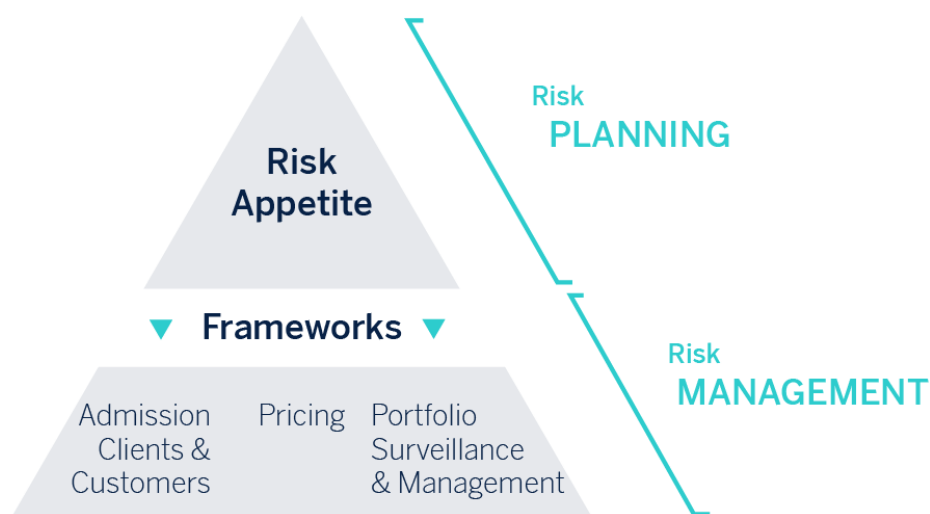 Risk
PLANNING
Risk
Appetite
Frameworks
Risk
MANAGEMENT
Admission
Clients &
Customers
Pricing
Portfolio
Surveillance
& Management